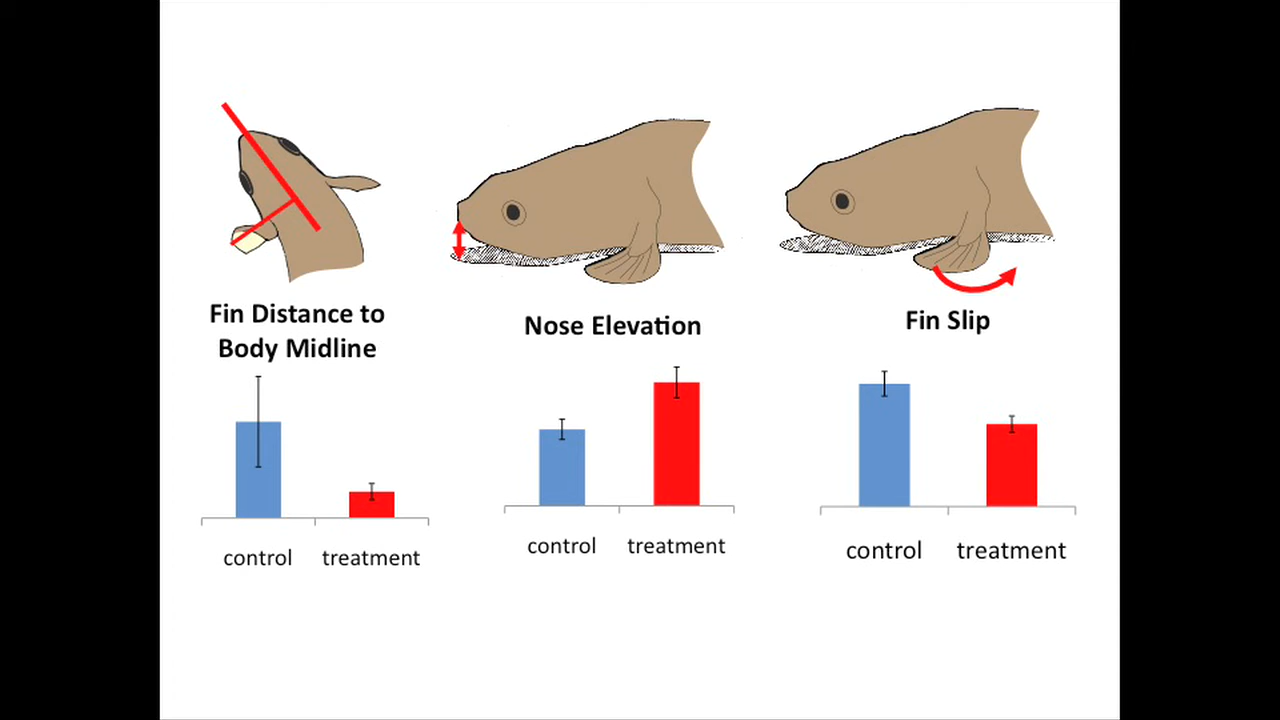 Fin Distance to
Body Midline
control
treatment
Nose Elevation
control
treatment
Fin Slip
control
treatment